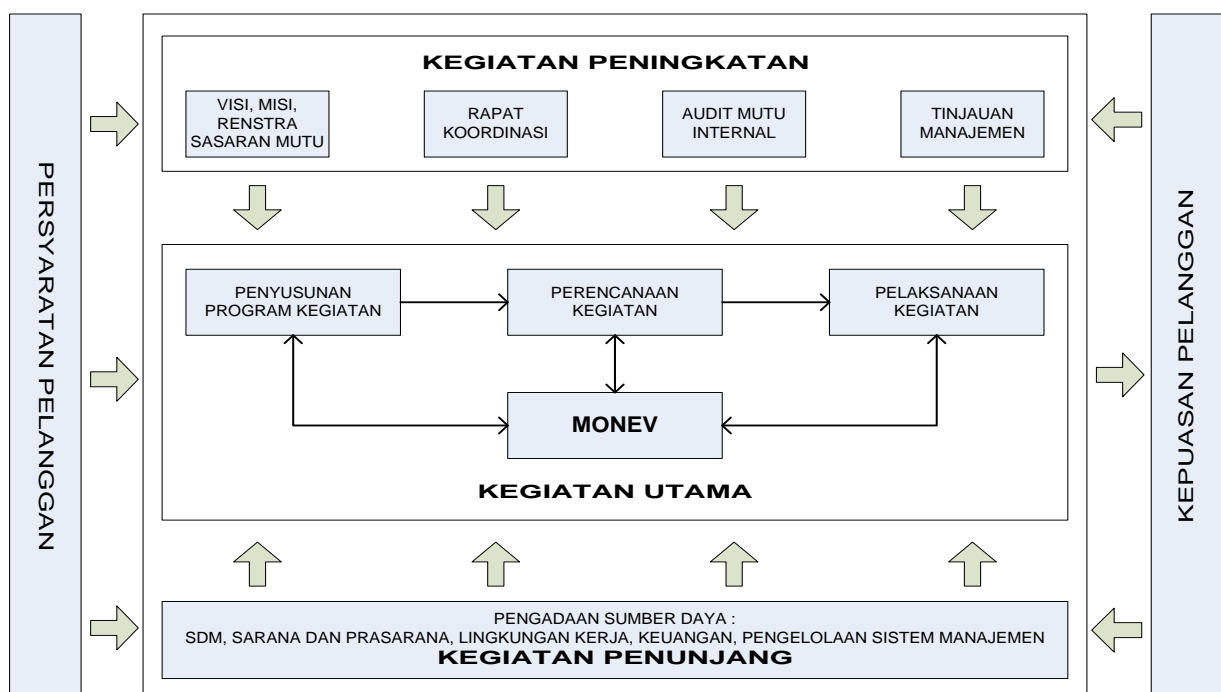 PERSYARATAN PELANGGAN
KEGIATAN PENINGKATAN
VISI, MISI,
RENSTRA
SASARAN MUTU
RAPAT
KOORDINASI
AUDIT MUTU
INTERNAL
TINJAUAN
MANAJEMEN
PENYUSUNAN
PROGRAM KEGIATAN
PERENCANAAN
KEGIATAN
PELAKSANAAN
KEGIATAN
MONEV
KEGIATAN UTAMA
PENGADAAN SUMBER DAYA :
SDM, SARANA DAN PRASARANA, LINGKUNGAN KERJA, KEUANGAN, PENGELOLAAN SISTEM MANAJEMEN
KEGIATAN PENUNJANG
KEPUASAN PELANGGAN